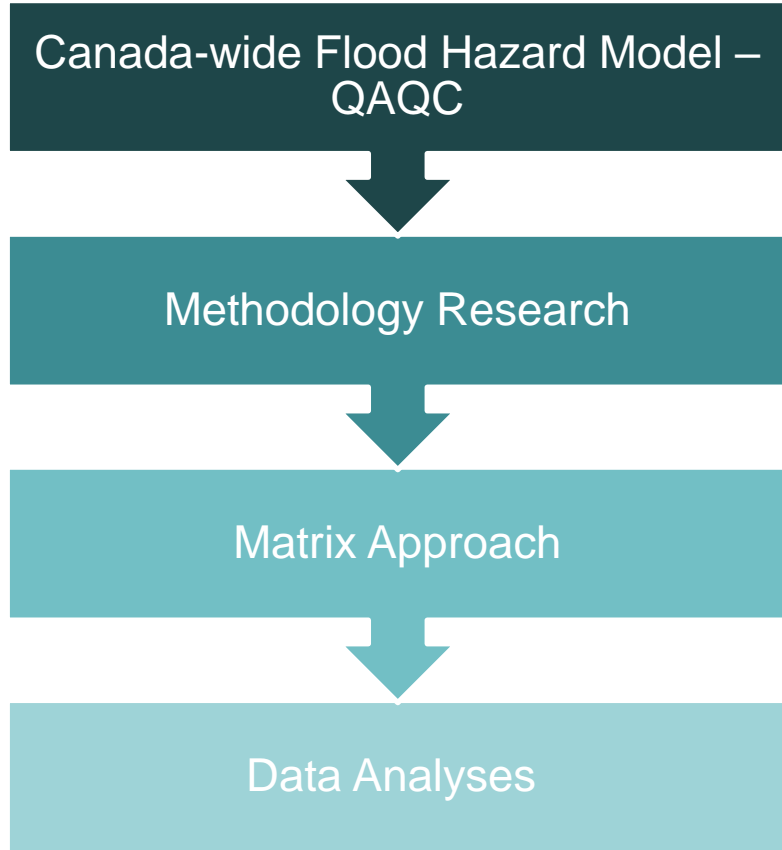 Canada-wide Flood Hazard Model –
QAQC
Methodology Research
Matrix Approach
Data Analyses